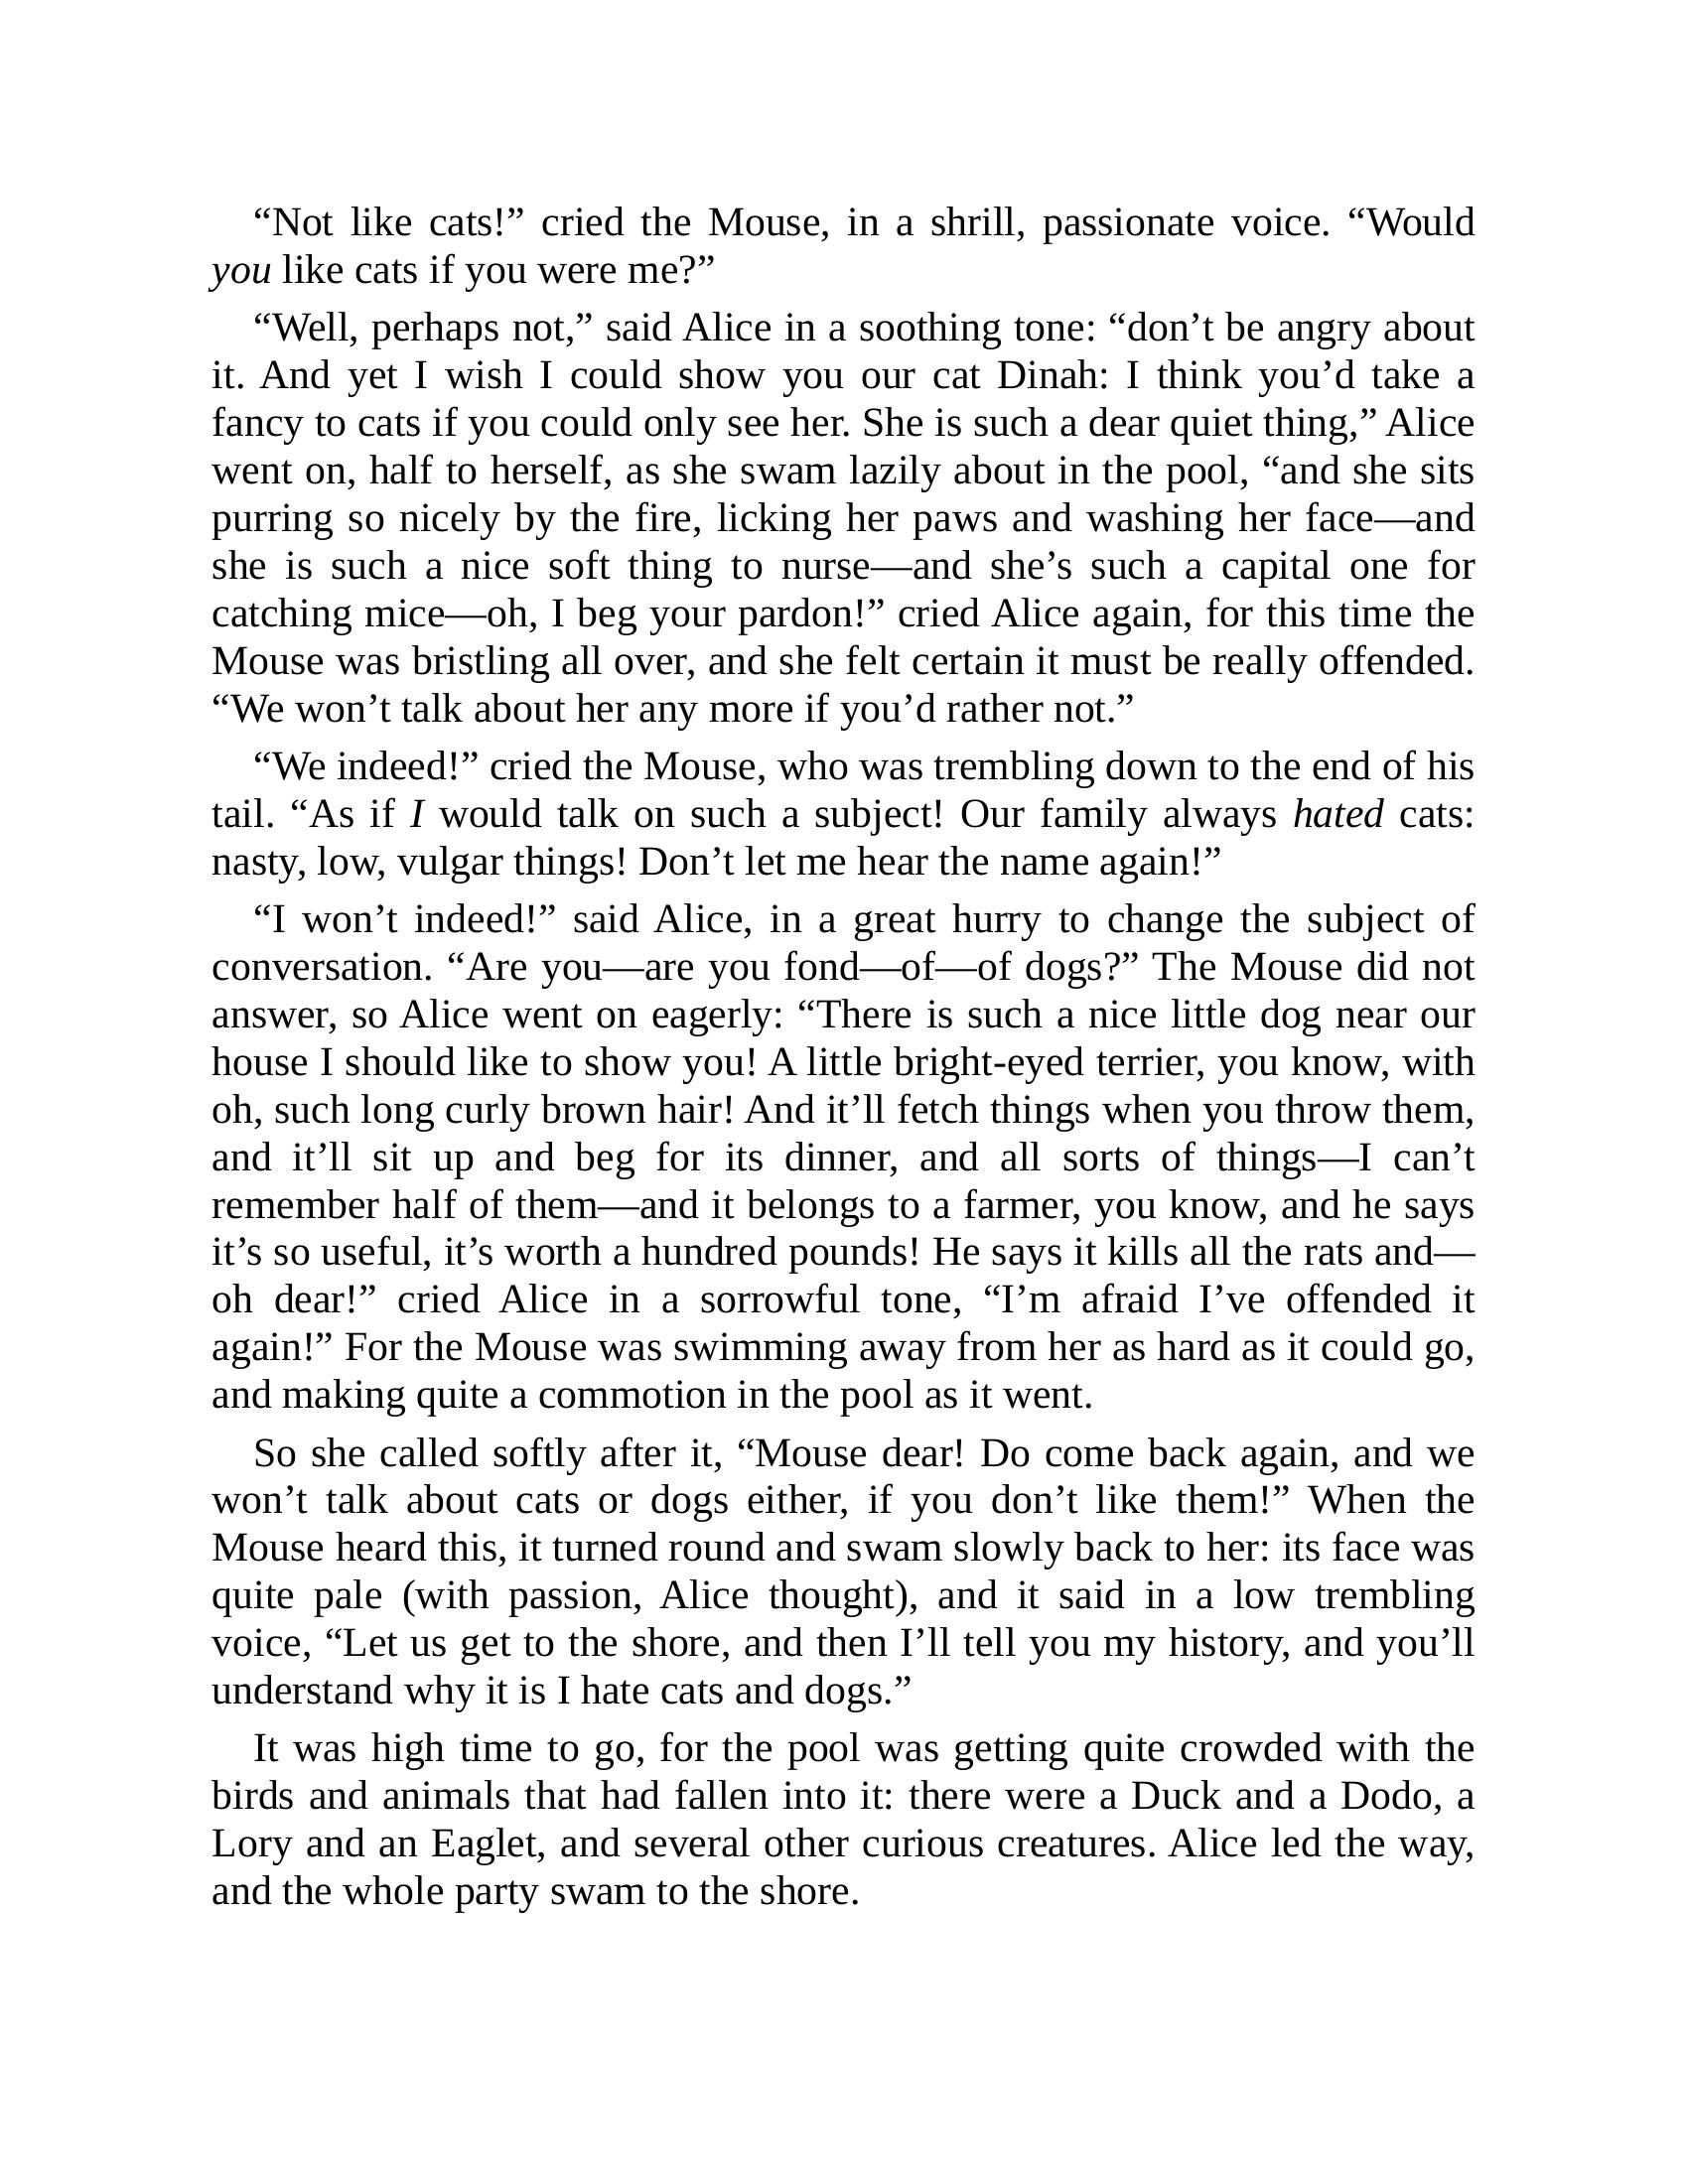 “Not like cats!” cried the Mouse, in a shrill, passionate voice. “Would
you like cats if you were me?”
“Well, perhaps not,” said Alice in a soothing tone: “don’t be angry about
it. And yet I wish I could show you our cat Dinah: I think you’d take a
fancy to cats if you could only see her. She is such a dear quiet thing,” Alice
went on, half to herself, as she swam lazily about in the pool, “and she sits
purring so nicely by the fire, licking her paws and washing her face—and
she is such a nice soft thing to nurse—and she’s such a capital one for
catching mice—oh, I beg your pardon!” cried Alice again, for this time the
Mouse was bristling all over, and she felt certain it must be really offended.
“We won’t talk about her any more if you’d rather not.”
“We indeed!” cried the Mouse, who was trembling down to the end of his
tail. “As if I would talk on such a subject! Our family always hated cats:
nasty, low, vulgar things! Don’t let me hear the name again!”
“I won’t indeed!” said Alice, in a great hurry to change the subject of
conversation. “Are you—are you fond—of—of dogs?” The Mouse did not
answer, so Alice went on eagerly: “There is such a nice little dog near our
house I should like to show you! A little bright-eyed terrier, you know, with
oh, such long curly brown hair! And it’ll fetch things when you throw them,
and it’ll sit up and beg for its dinner, and all sorts of things—I can’t
remember half of them—and it belongs to a farmer, you know, and he says
it’s so useful, it’s worth a hundred pounds! He says it kills all the rats and—
oh dear!” cried Alice in a sorrowful tone, “I’m afraid I’ve offended it
again!” For the Mouse was swimming away from her as hard as it could go,
and making quite a commotion in the pool as it went.
So she called softly after it, “Mouse dear! Do come back again, and we
won’t talk about cats or dogs either, if you don’t like them!” When the
Mouse heard this, it turned round and swam slowly back to her: its face was
quite pale (with passion, Alice thought), and it said in a low trembling
voice, “Let us get to the shore, and then I’ll tell you my history, and you’ll
understand why it is I hate cats and dogs.”
It was high time to go, for the pool was getting quite crowded with the
birds and animals that had fallen into it: there were a Duck and a Dodo, a
Lory and an Eaglet, and several other curious creatures. Alice led the way,
and the whole party swam to the shore.